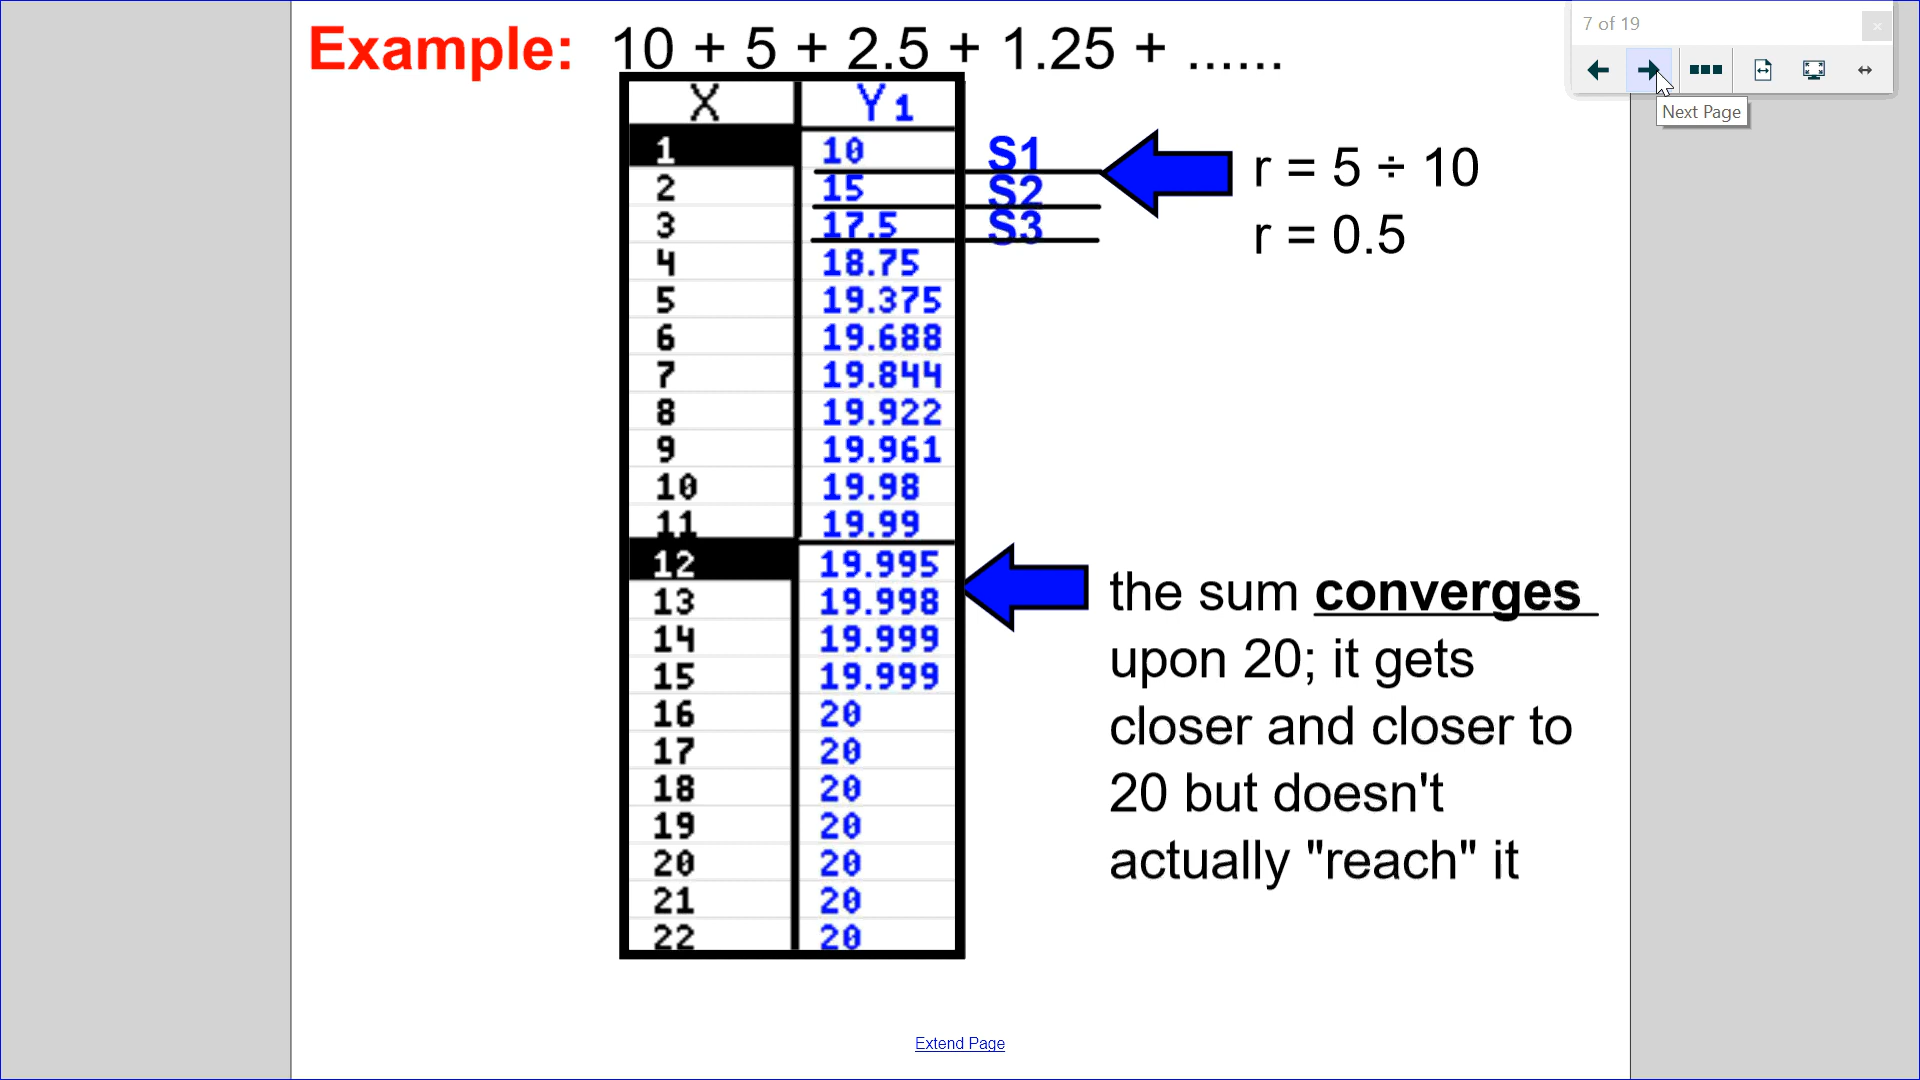 Example: 10 + 5 + 2.5 + 1.25 + ......
7 of 19
Next Page
X Y1
1 10 S1
2 15 S2
3 17.5 S3
4 18.75
5 19.375
6 19.688
7 19.844
8 19.922
9 19.961
10 19.98
11 19.99
12 19.995
13 19.998
14 19.999
15 19.999
16 20
17 20
18 20
19 20
20 20
21 20
22 20
r = 5 ÷ 10
r = 0.5
the sum converges
upon 20; it gets
closer and closer to
20 but doesn't
actually "reach" it
Extend Page